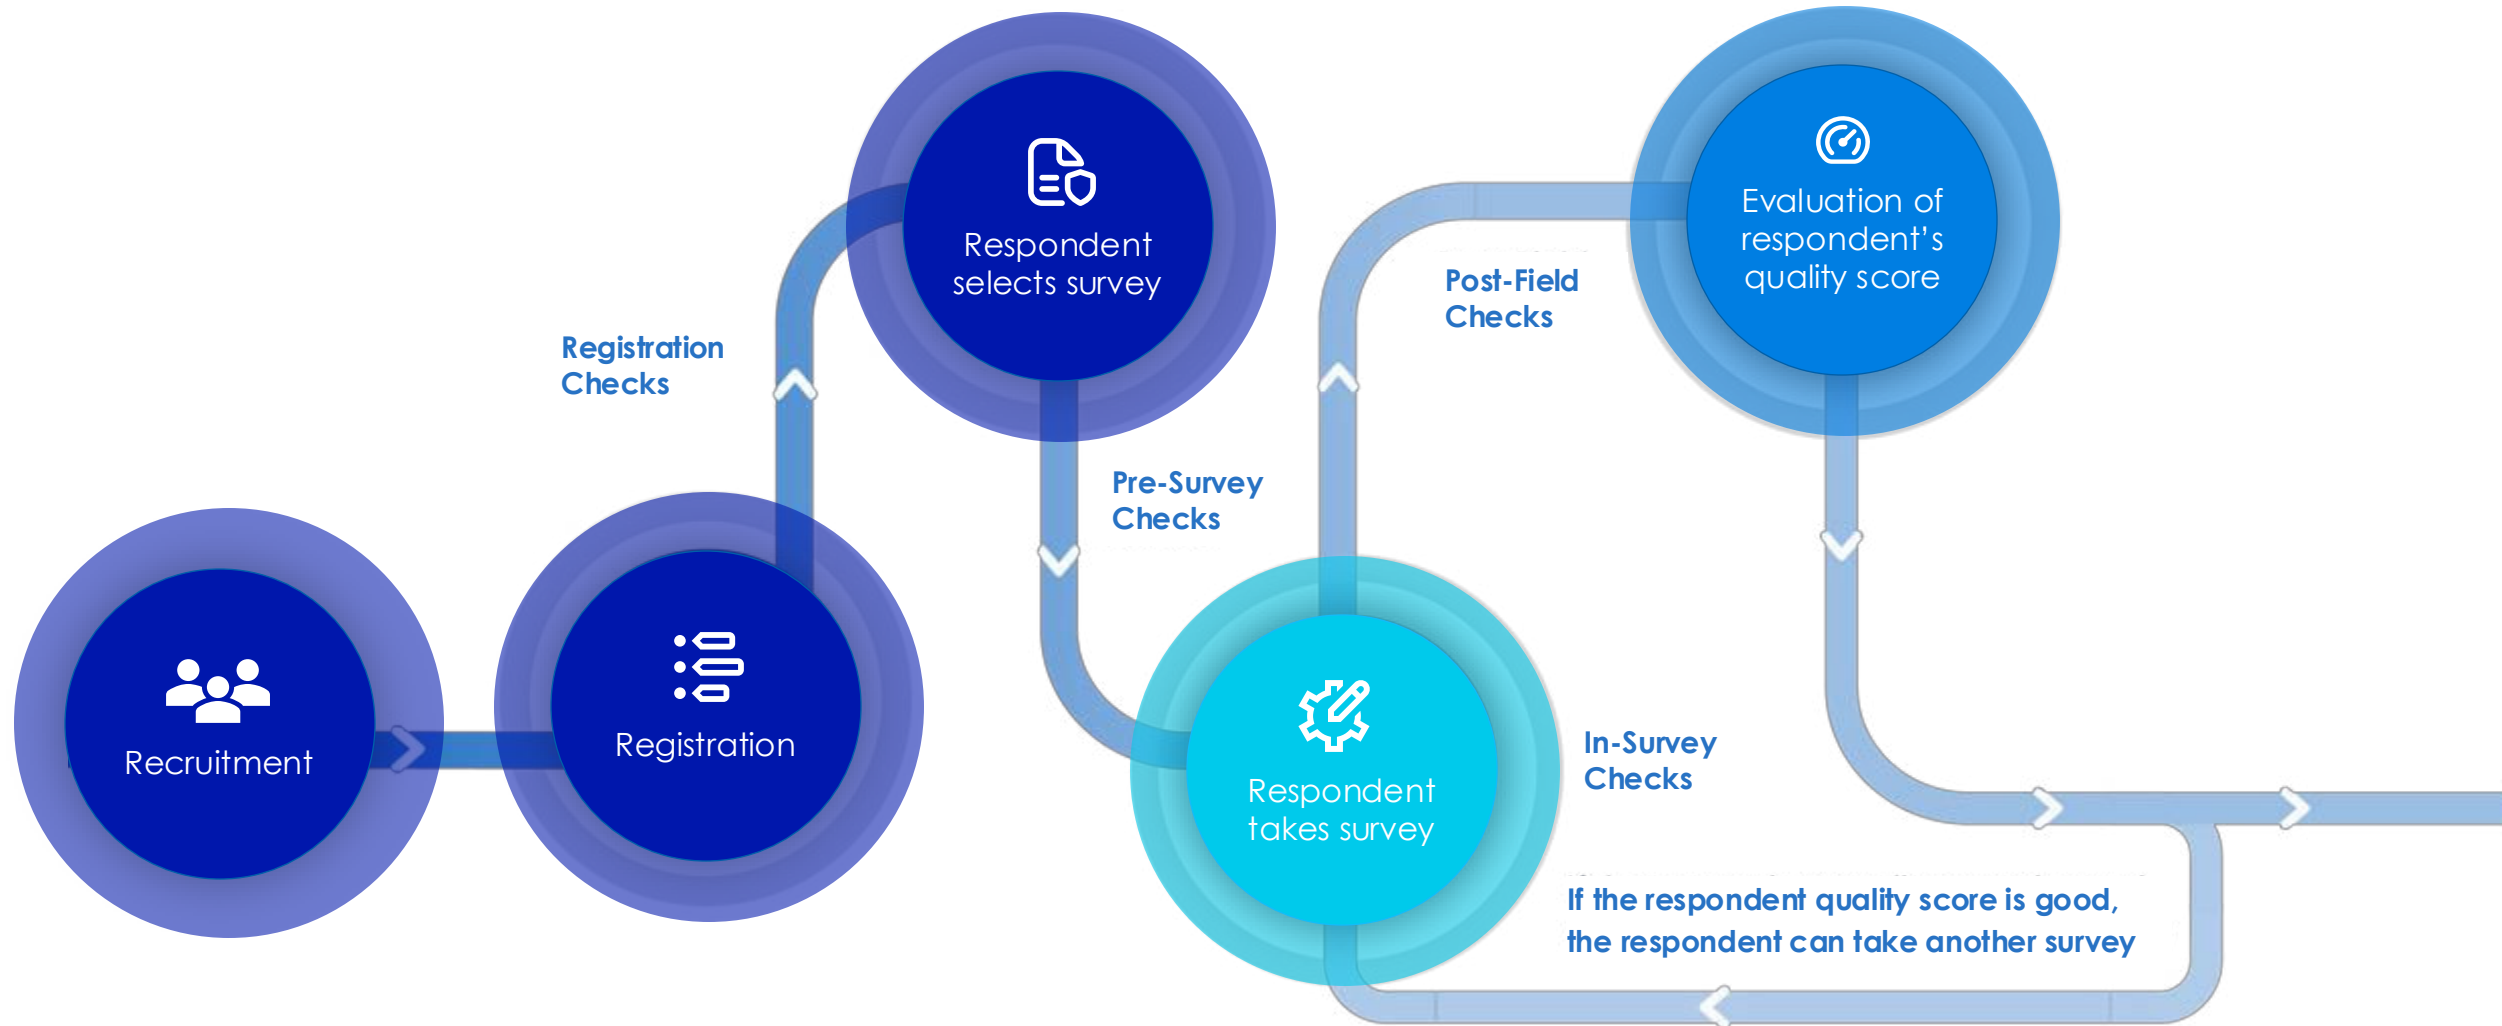 Recruitment
Registration
Registration
Checks
Respondent
selects survey
Pre-Survey
Checks
Respondent
takes survey
In-Survey
Checks
Post-Field
Checks
Evaluation of
respondent's
quality score
If the respondent quality score is good,
the respondent can take another survey